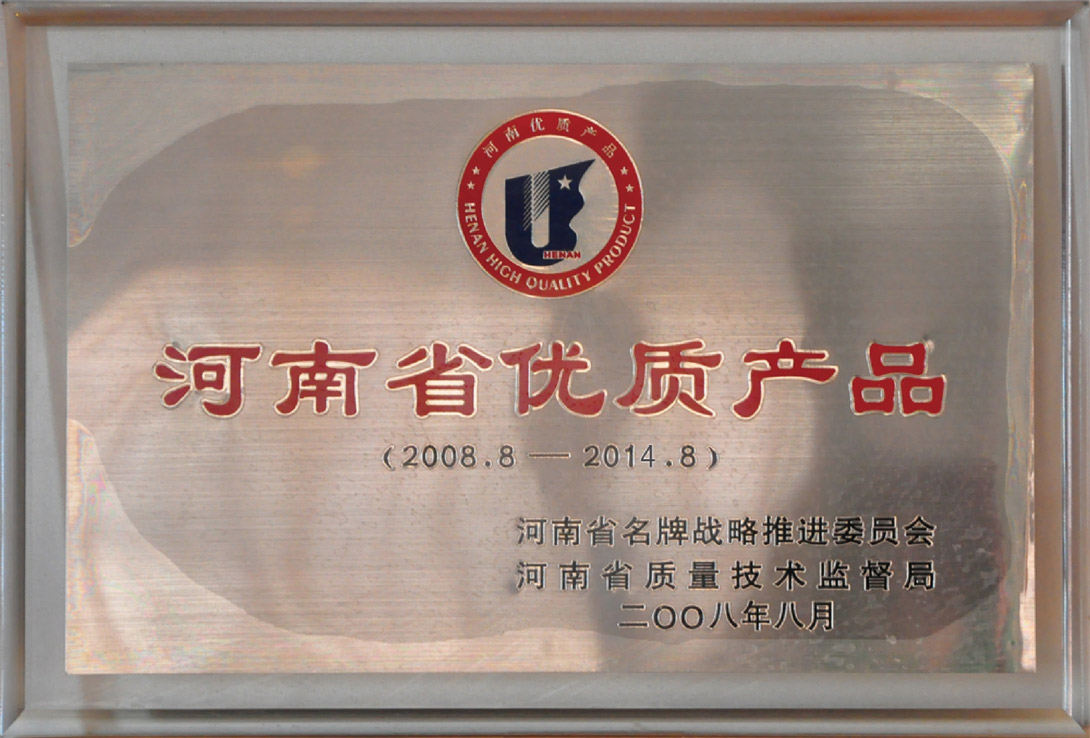 河南优质产品
HENAN
HENAN HIGH QUALITY PRODUCT
河南省优质产品
(2008.8—2014.8)
河南省名牌战略推进委员会
河南省质量技术监督局
二〇〇八年八月